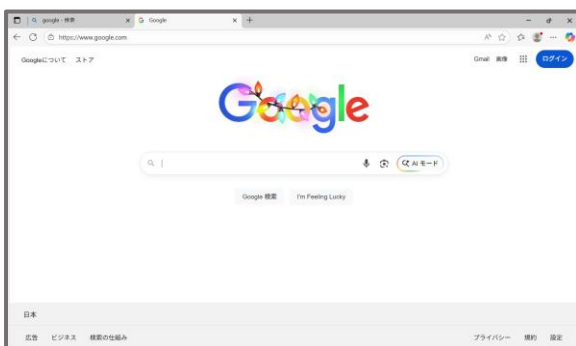 google - 検索
Google
https://www.google.com
Googleについて ストア
Gmail 画像 ログイン
Google
AI モード
Google 検索 I'm Feeling Lucky
日本
広告 ビジネス 検索の仕組み プライバシー 規約 設定